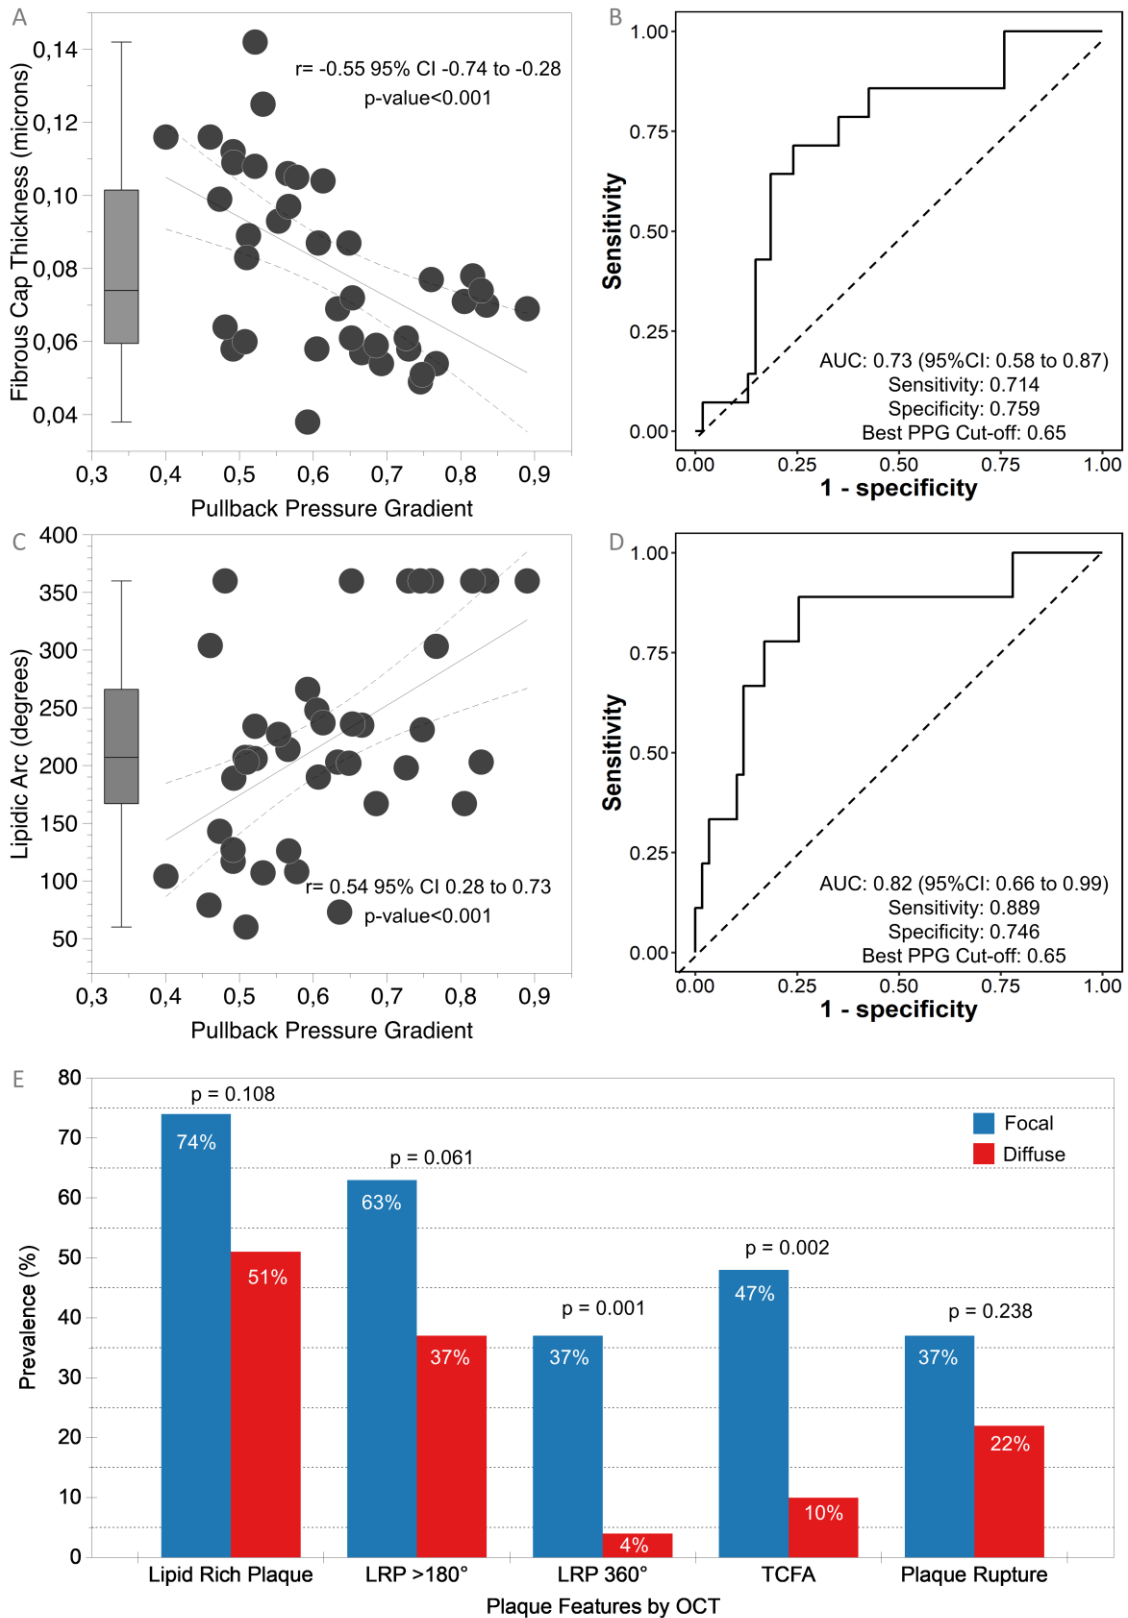 A
Fibrous Cap Thickness (microns)
0,14
0,12
0,10
0,08
0,06
0,04
r= -0.55 95% CI -0.74 to -0.28
p-value<0.001
0,3 0,4 0,5 0,6 0,7 0,8 0,9
Pullback Pressure Gradient
B
Sensitivity
1.00
0.75
0.50
0.25
0.00
AUC: 0.73 (95%CI: 0.58 to 0.87)
Sensitivity: 0.714
Specificity: 0.759
Best PPG Cut-off: 0.65
0.00 0.25 0.50 0.75 1.00
1 - specificity
C
Lipidic Arc (degrees)
400
350
300
250
200
150
100
50
r= 0.54 95% CI 0.28 to 0.73
p-value<0.001
0,3 0,4 0,5 0,6 0,7 0,8 0,9
Pullback Pressure Gradient
D
Sensitivity
1.00
0.75
0.50
0.25
0.00
AUC: 0.82 (95%CI: 0.66 to 0.99)
Sensitivity: 0.889
Specificity: 0.746
Best PPG Cut-off: 0.65
0.00 0.25 0.50 0.75 1.00
1 - specificity
E
Prevalence (%)
80
70
60
50
40
30
20
10
0
Focal
Diffuse
p = 0.108
74%
51%
p = 0.061
63%
37%
p = 0.001
37%
4%
p = 0.002
47%
10%
p = 0.238
37%
22%
Lipid Rich Plaque LRP >180° LRP 360° TCFA Plaque Rupture
Plaque Features by OCT